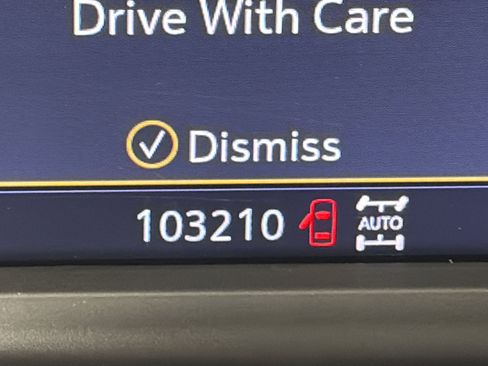 Drive With Care
Dismiss
103210
AUTO